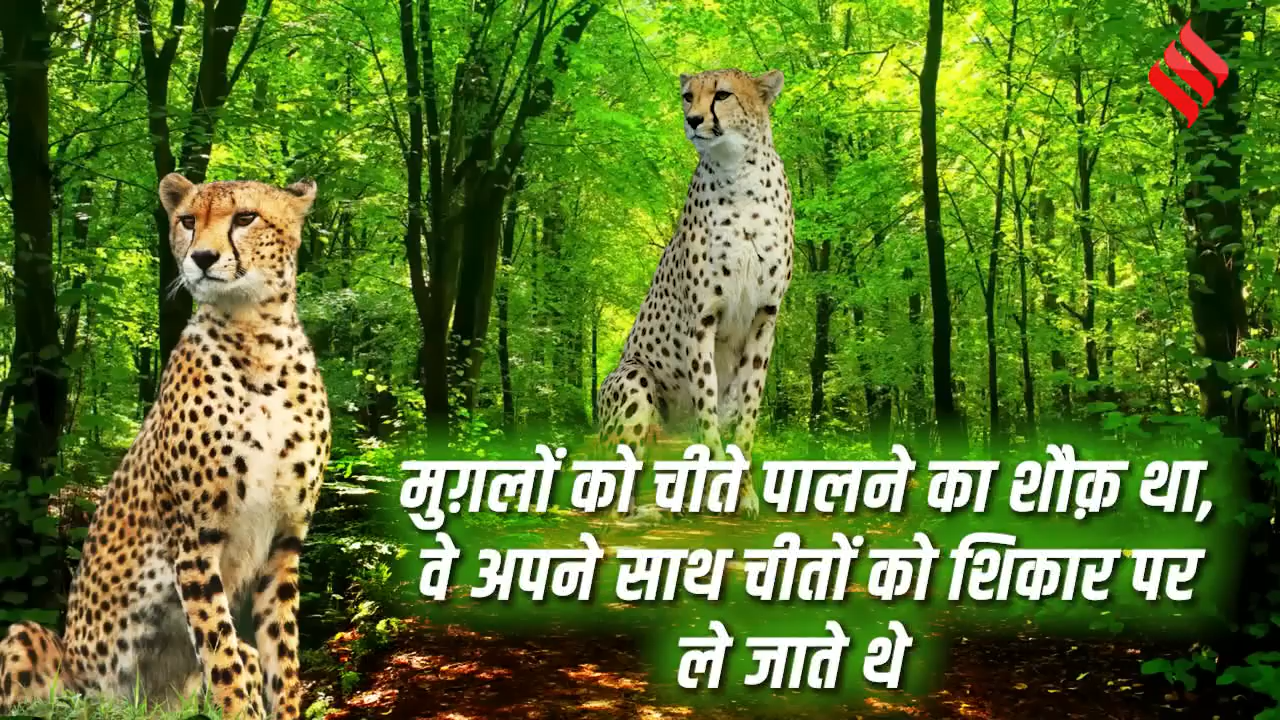 मुग़लों को चीते पालने का शौक़ था,
वे अपने साथ चीतों को शिकार पर
ले जाते थे